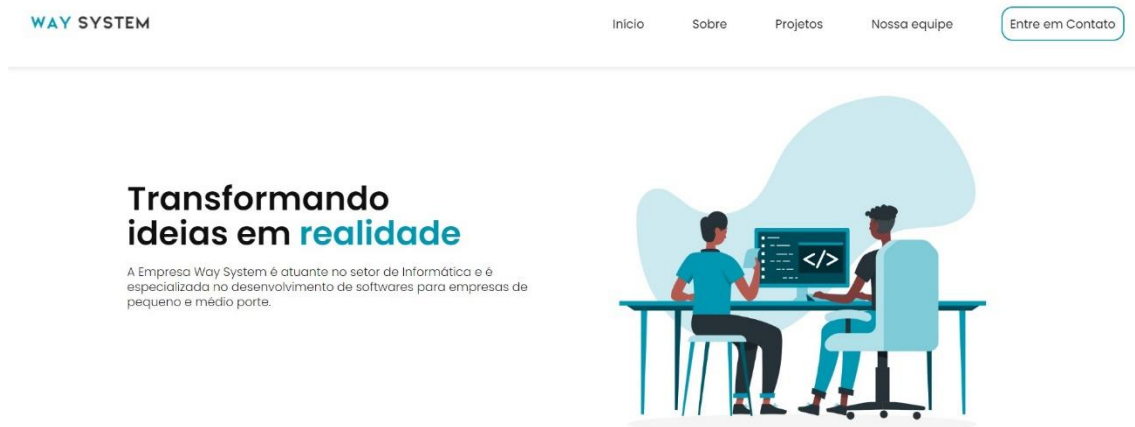 WAY SYSTEM
Início
Sobre
Projetos
Nossa equipe
Entre em Contato
Transformando
ideias em realidade
A Empresa Way System é atuante no setor de Informática e é
especializada no desenvolvimento de softwares para empresas de
pequeno e médio porte.
</>